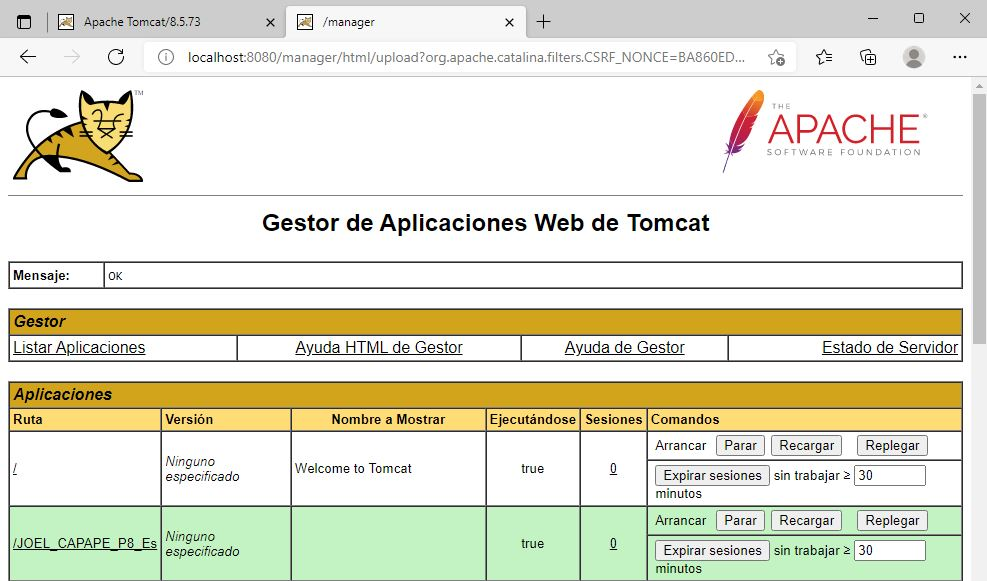 Apache Tomcat/8.5.73
/manager
localhost:8080/manager/html/upload?org.apache.catalina.filters.CSRF_NONCE=BA860ED...
TM
THE
APACHE®
SOFTWARE FOUNDATION
Gestor de Aplicaciones Web de Tomcat
Mensaje: OK
Gestor
Listar Aplicaciones Ayuda HTML de Gestor Ayuda de Gestor Estado de Servidor
Aplicaciones
Ruta Versión Nombre a Mostrar Ejecutándose Sesiones Comandos
/ Ninguno especificado Welcome to Tomcat true 0 Arrancar Parar Recargar Replegar
Expirar sesiones sin trabajar ≥ 30
minutos
/JOEL_CAPAPE_P8_Es Ninguno especificado true 0 Arrancar Parar Recargar Replegar
Expirar sesiones sin trabajar ≥ 30
minutos